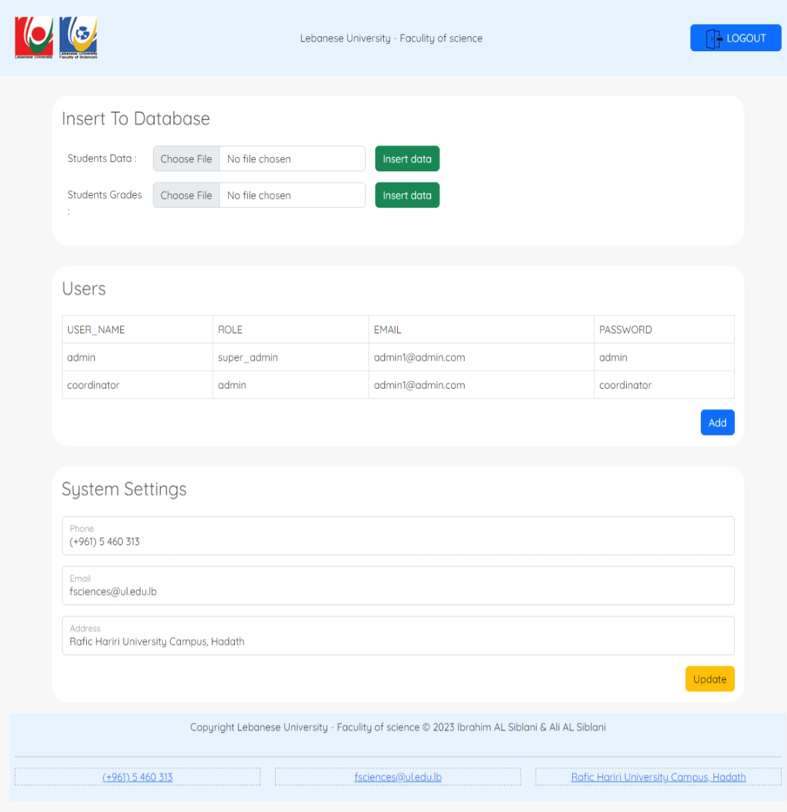 Lebanese University
Lebanese University
Faculty of Sciences
Lebanese University - Faculity of science
LOGOUT
Insert To Database
Students Data :
Choose File
No file chosen
Insert data
Students Grades
:
Choose File
No file chosen
Insert data
Users
USER_NAME ROLE EMAIL PASSWORD
admin super_admin admin1@admin.com admin
coordinator admin admin1@admin.com coordinator
Add
System Settings
Phone
(+961) 5 460 313
Email
fsciences@ul.edu.lb
Address
Rafic Hariri University Campus, Hadath
Update
Copyright Lebanese University - Faculity of science © 2023 Ibrahim AL Siblani & Ali AL Siblani
(+961) 5 460 313
fsciences@ul.edu.lb
Rafic Hariri University Campus, Hadath